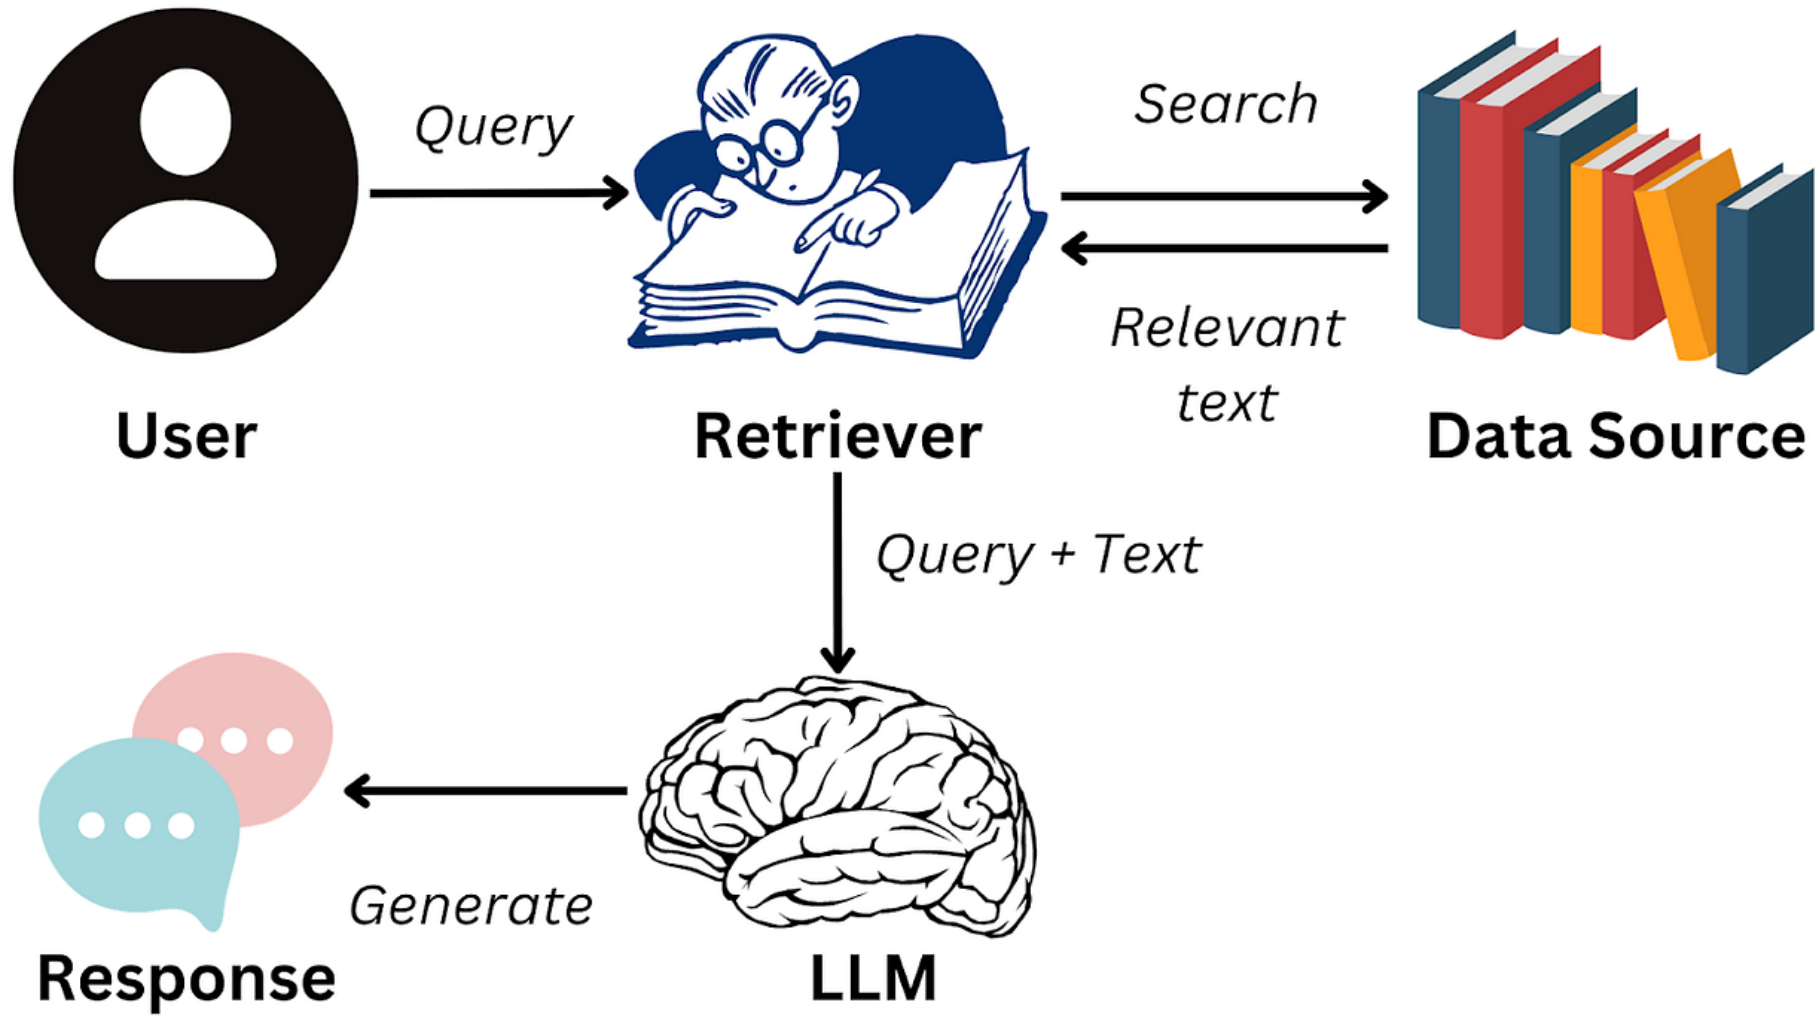 Query
Search
Relevant
text
User
Retriever
Data Source
Query + Text
Generate
Response
LLM